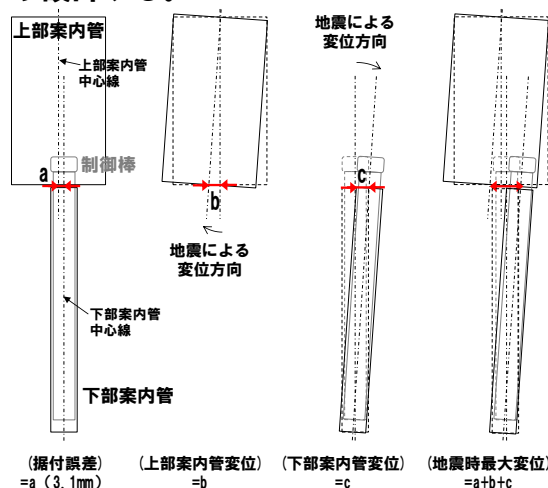 上部案内管
上部案内管
中心線
制御棒
a
下部案内管
中心線
下部案内管
(据付誤差)
=a (3.1mm)
b
地震による
変位方向
(上部案内管変位)
=b
地震による
変位方向
c
(下部案内管変位)
=c
(地震時最大変位)
=a+b+c